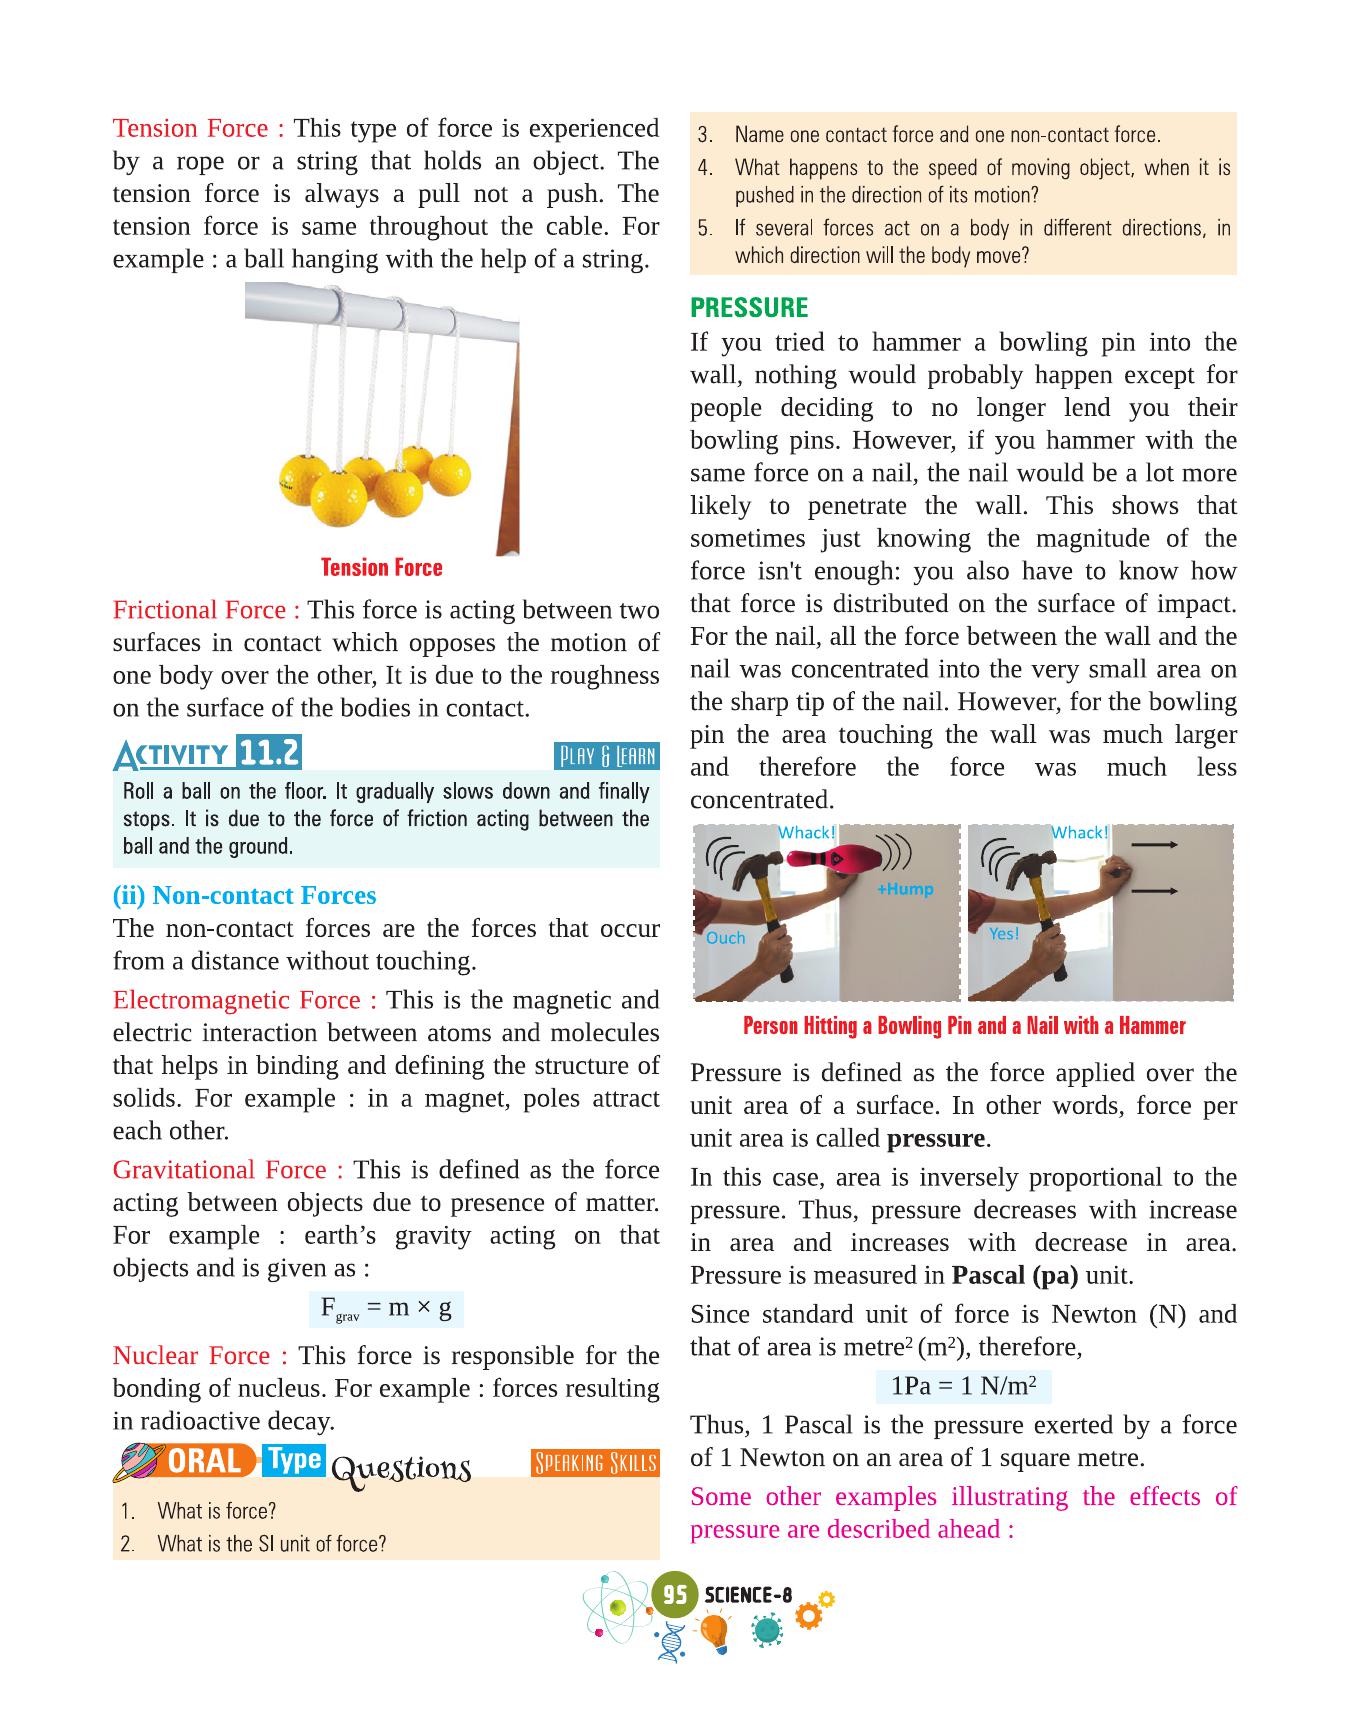 Tension Force : This type of force is experienced
by a rope or a string that holds an object. The
tension force is always a pull not a push. The
tension force is same throughout the cable. For
example : a ball hanging with the help of a string.
Tension Force
Frictional Force : This force is acting between two
surfaces in contact which opposes the motion of
one body over the other, It is due to the roughness
on the surface of the bodies in contact.
ACTIVITY 11.2
PLAY & LEARN
Roll a ball on the floor. It gradually slows down and finally
stops. It is due to the force of friction acting between the
ball and the ground.
(ii) Non-contact Forces
The non-contact forces are the forces that occur
from a distance without touching.
Electromagnetic Force : This is the magnetic and
electric interaction between atoms and molecules
that helps in binding and defining the structure of
solids. For example : in a magnet, poles attract
each other.
Gravitational Force : This is defined as the force
acting between objects due to presence of matter.
For example : earth’s gravity acting on that
objects and is given as :
F_grav = m × g
Nuclear Force : This force is responsible for the
bonding of nucleus. For example : forces resulting
in radioactive decay.
ORAL Type Questions
SPEAKING SKILLS
1. What is force?
2. What is the SI unit of force?
3. Name one contact force and one non-contact force.
4. What happens to the speed of moving object, when it is
pushed in the direction of its motion?
5. If several forces act on a body in different directions, in
which direction will the body move?
PRESSURE
If you tried to hammer a bowling pin into the
wall, nothing would probably happen except for
people deciding to no longer lend you their
bowling pins. However, if you hammer with the
same force on a nail, the nail would be a lot more
likely to penetrate the wall. This shows that
sometimes just knowing the magnitude of the
force isn't enough: you also have to know how
that force is distributed on the surface of impact.
For the nail, all the force between the wall and the
nail was concentrated into the very small area on
the sharp tip of the nail. However, for the bowling
pin the area touching the wall was much larger
and therefore the force was much less
concentrated.
Whack!
+Hump
Ouch
Whack!
Yes!
Person Hitting a Bowling Pin and a Nail with a Hammer
Pressure is defined as the force applied over the
unit area of a surface. In other words, force per
unit area is called pressure.
In this case, area is inversely proportional to the
pressure. Thus, pressure decreases with increase
in area and increases with decrease in area.
Pressure is measured in Pascal (pa) unit.
Since standard unit of force is Newton (N) and
that of area is metre² (m²), therefore,
1Pa = 1 N/m²
Thus, 1 Pascal is the pressure exerted by a force
of 1 Newton on an area of 1 square metre.
Some other examples illustrating the effects of
pressure are described ahead :
95 SCIENCE-8